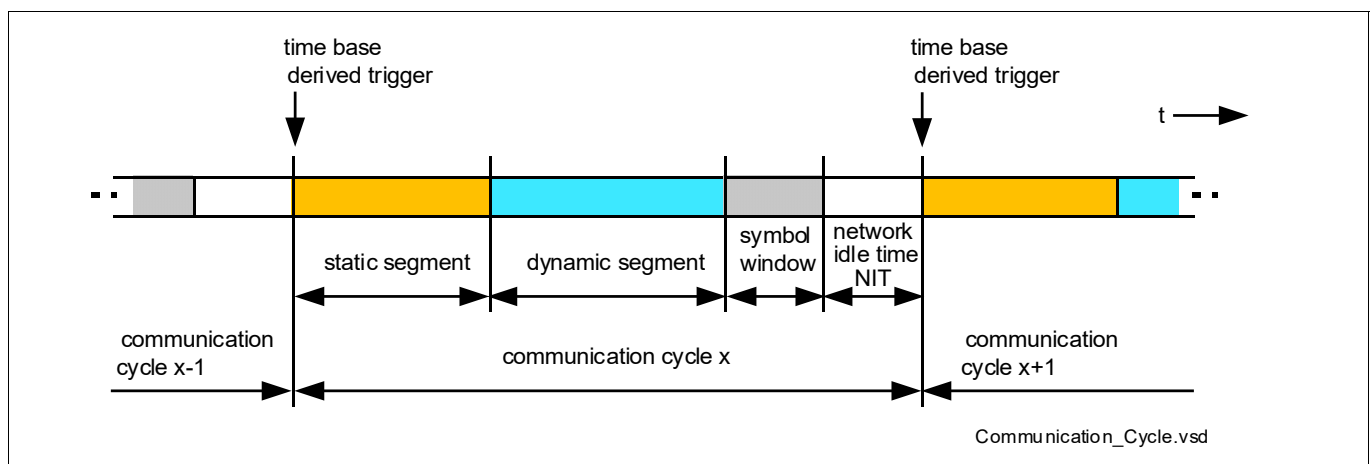 time base
derived trigger
time base
derived trigger
t
symbol
window
network
idle time
NIT
static segment
dynamic segment
communication
cycle x-1
communication cycle x
communication
cycle x+1
Communication_Cycle.vsd